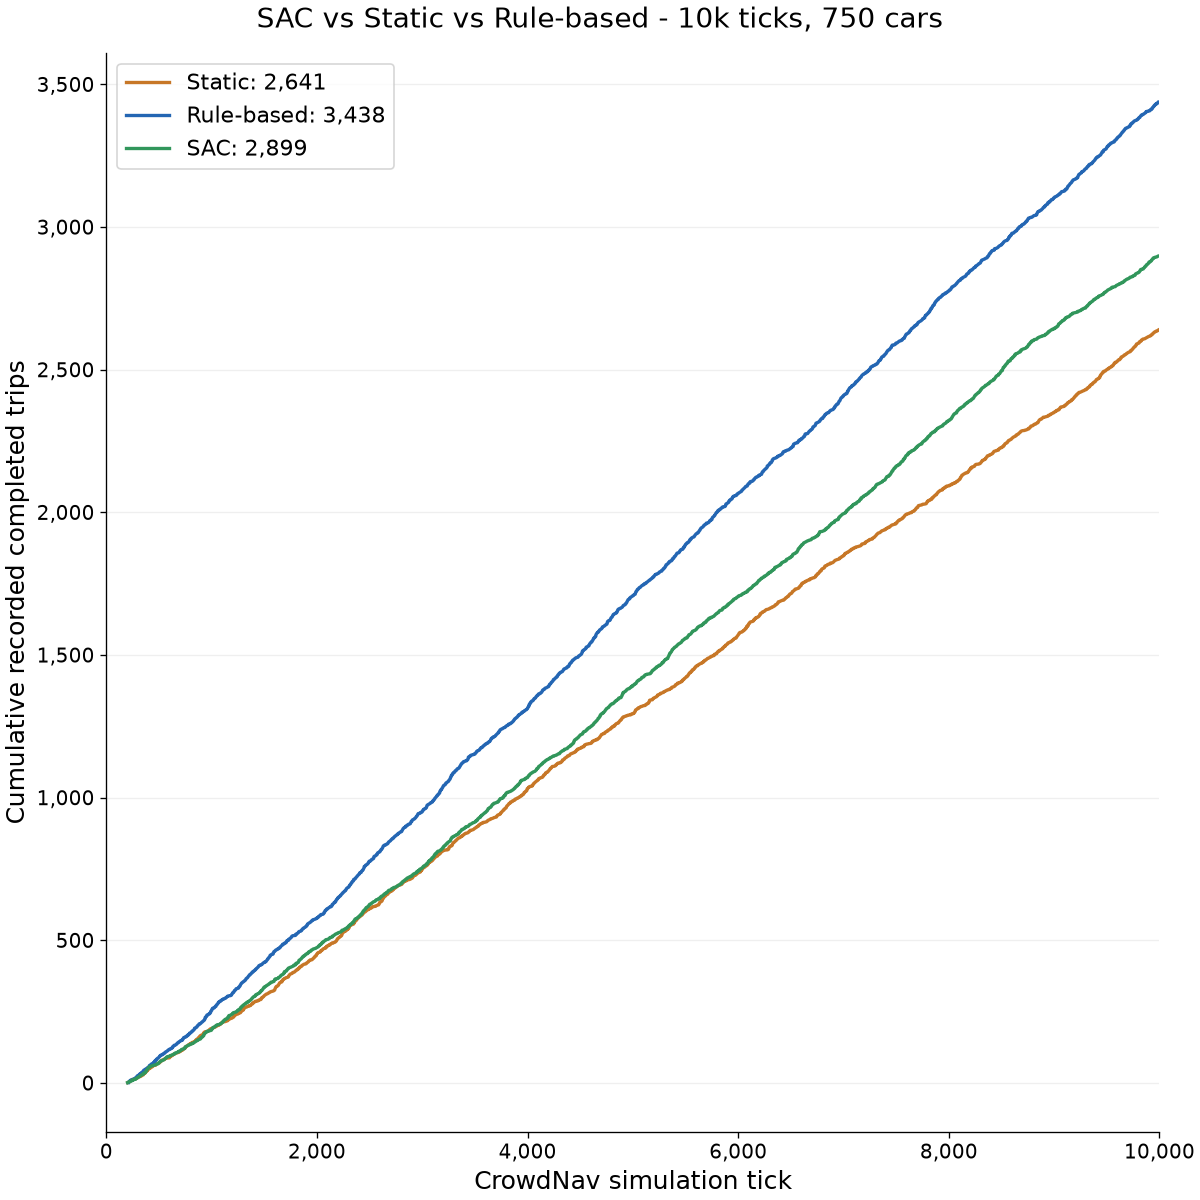 SAC vs Static vs Rule-based - 10k ticks, 750 cars
Static: 2,641
Rule-based: 3,438
SAC: 2,899
Cumulative recorded completed trips
3,500
3,000
2,500
2,000
1,500
1,000
500
0
0 2,000 4,000 6,000 8,000 10,000
CrowdNav simulation tick